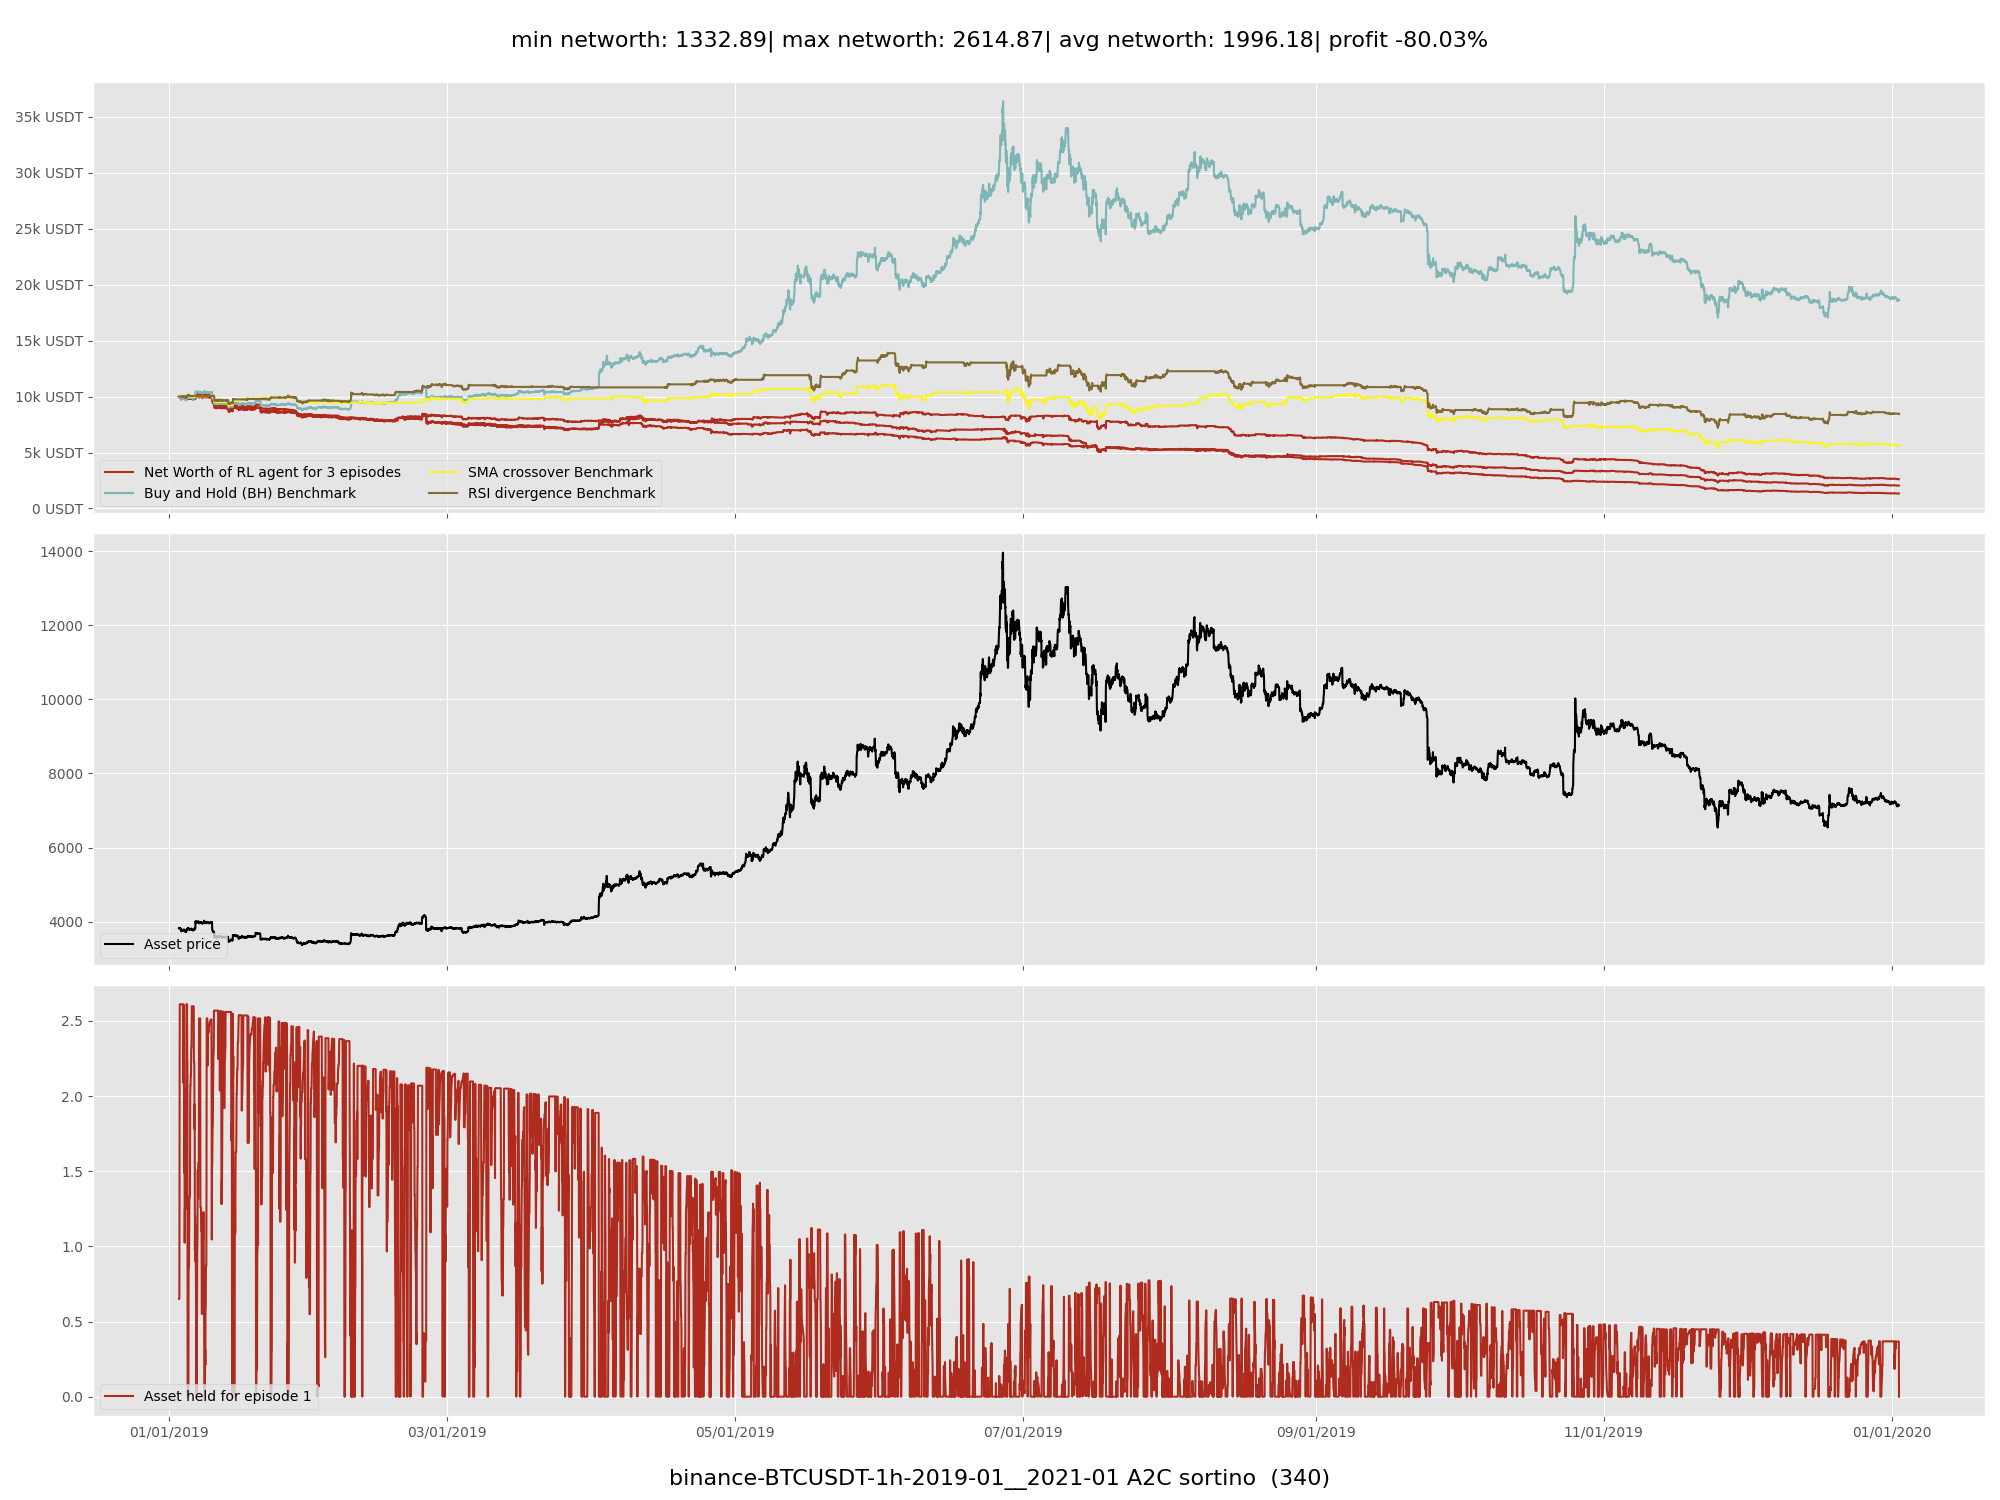 min networth: 1332.89| max networth: 2614.87| avg networth: 1996.18| profit -80.03%
35k USDT
30k USDT
25k USDT
20k USDT
15k USDT
10k USDT
5k USDT
0 USDT
Net Worth of RL agent for 3 episodes
Buy and Hold (BH) Benchmark
SMA crossover Benchmark
RSI divergence Benchmark
14000
12000
10000
8000
6000
4000
Asset price
2.5
2.0
1.5
1.0
0.5
0.0
Asset held for episode 1
01/01/2019 03/01/2019 05/01/2019 07/01/2019 09/01/2019 11/01/2019 01/01/2020
binance-BTCUSDT-1h-2019-01__2021-01 A2C sortino (340)